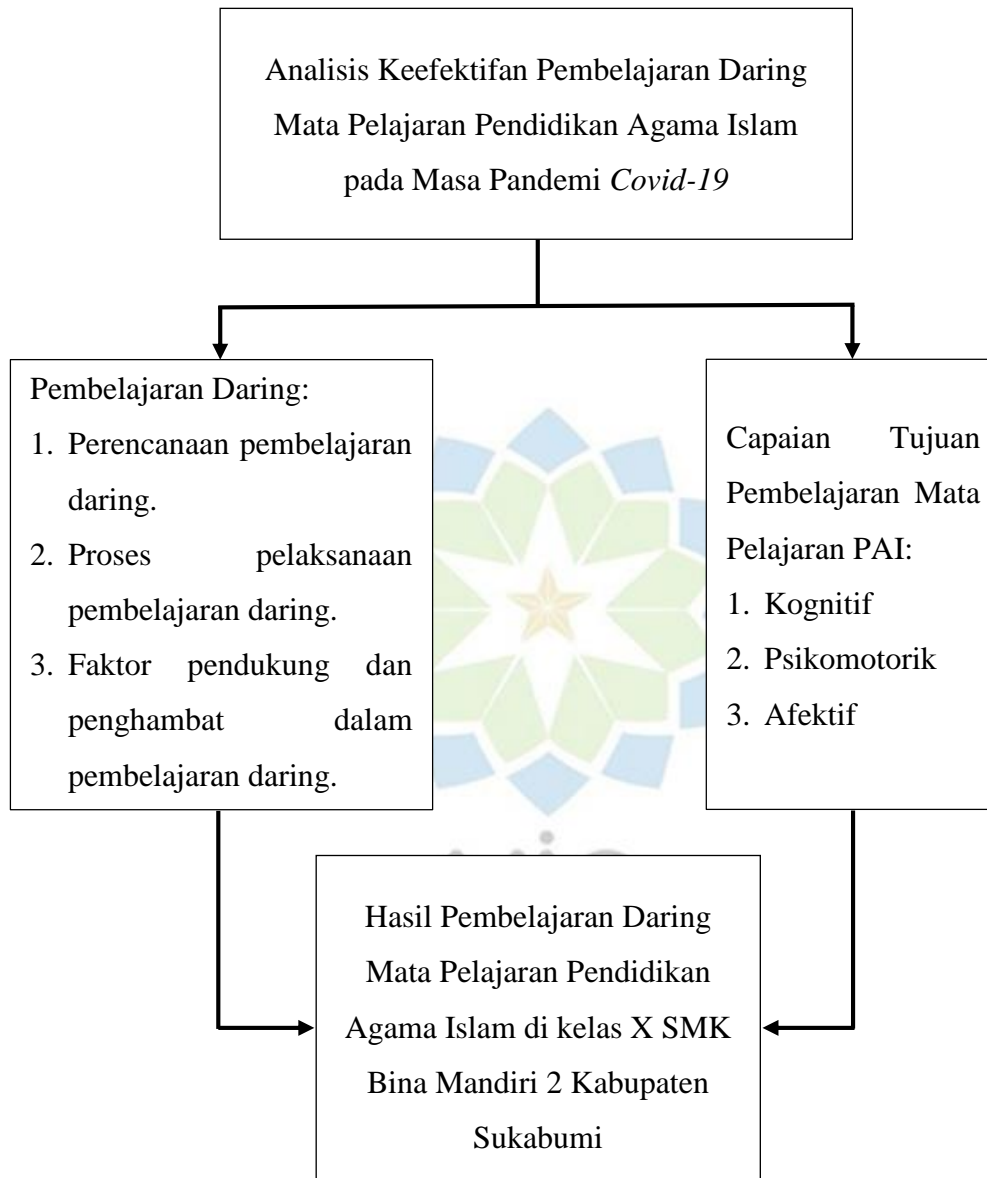 Analisis Keefektifan Pembelajaran Daring
Mata Pelajaran Pendidikan Agama Islam
pada Masa Pandemi Covid-19
Pembelajaran Daring:
1. Perencanaan pembelajaran
daring.
2. Proses pelaksanaan
pembelajaran daring.
3. Faktor pendukung dan
penghambat dalam
pembelajaran daring.
Capaian Tujuan
Pembelajaran Mata
Pelajaran PAI:
1. Kognitif
2. Psikomotorik
3. Afektif
Hasil Pembelajaran Daring
Mata Pelajaran Pendidikan
Agama Islam di kelas X SMK
Bina Mandiri 2 Kabupaten
Sukabumi